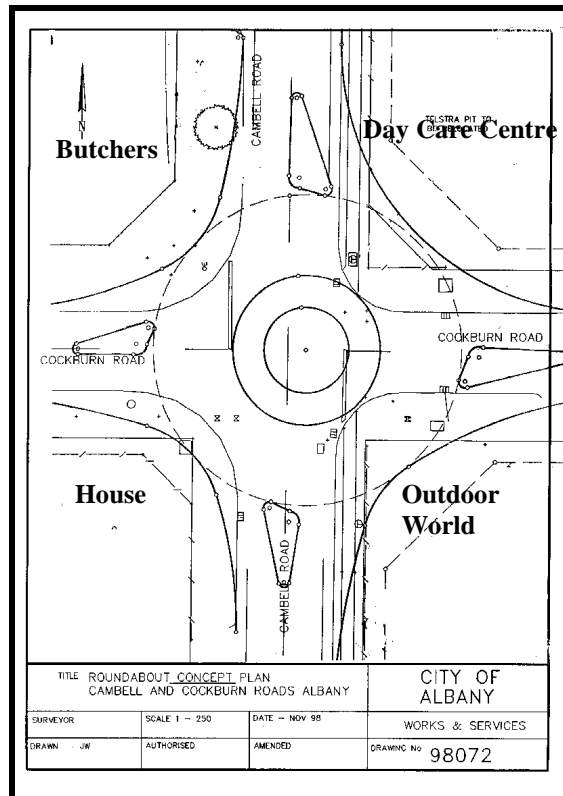 CAMBELL ROAD
TELSTRA PIT TO
BE RELOCATED
Day Care Centre
Butchers
N
COCKBURN ROAD
COCKBURN ROAD
House
Outdoor
World
CAMBELL ROAD
TITLE ROUNDABOUT CONCEPT PLAN
CAMBELL AND COCKBURN ROADS ALBANY
CITY OF
ALBANY
SURVEYOR
SCALE 1 - 250
DATE - NOV 98
WORKS & SERVICES
DRAWN JW
AUTHORISED
AMENDED
DRAWING No 98072